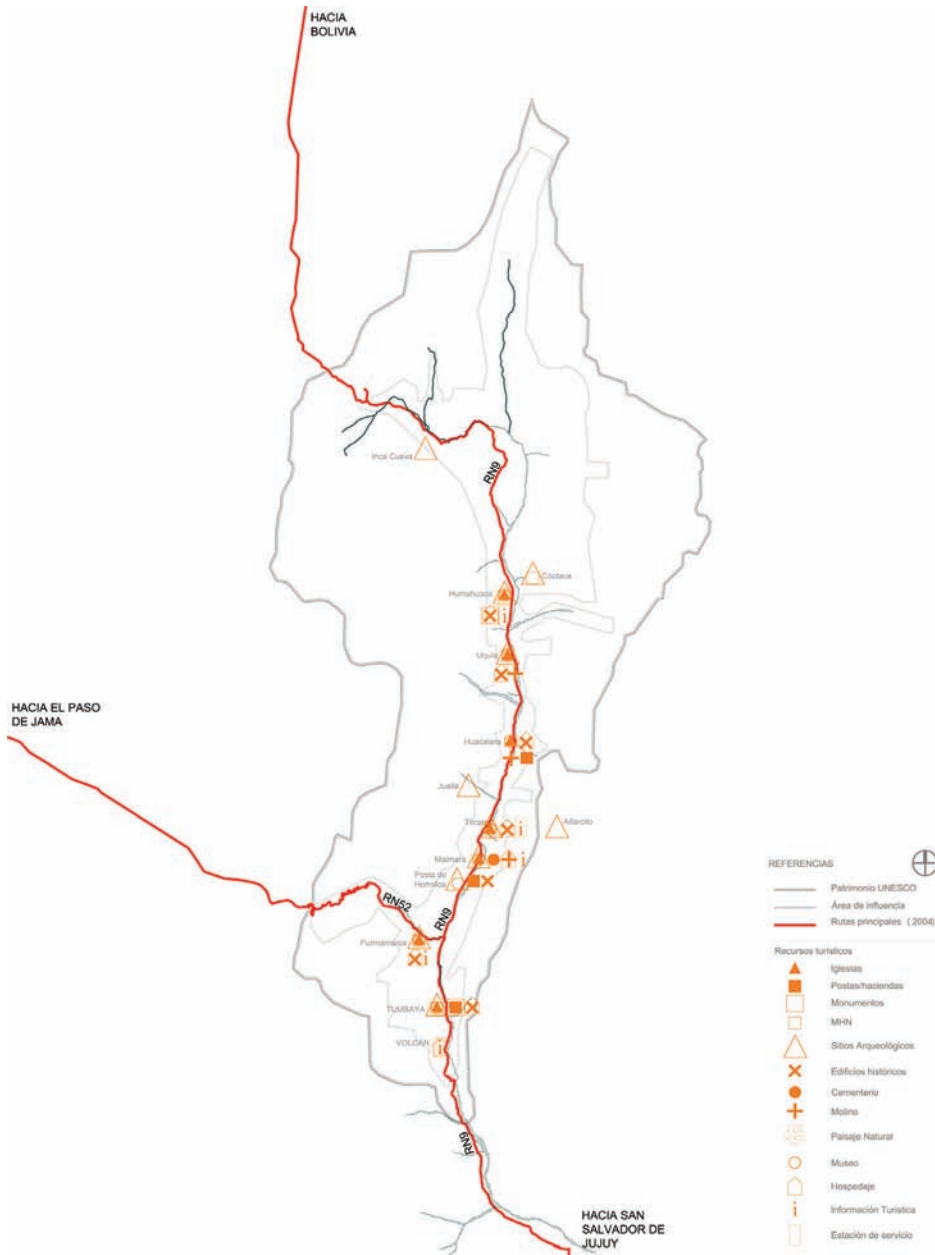 HACIA
BOLIVIA
Inca Cueva
RN9
Coctaca
Humahuaca
i
Uquia
HACIA EL PASO
DE JAMA
Huacalera
Juella
Tilcara
i
Alfarcito
Maimará
i
Posta de
Hornillos
RN52
RN9
Purmamarca
i
TUMBAYA
VOLCÁN
i
RN9
HACIA SAN
SALVADOR DE
JUJUY
REFERENCIAS
Patrimonio UNESCO
Área de influencia
Rutas principales (2004)
Recursos turísticos
Iglesias
Postas/haciendas
Monumentos
MHN
Sitios Arqueológicos
Edificios históricos
Cementerio
Molino
Paisaje Natural
Museo
Hospedaje
i Información Turística
Estación de servicio